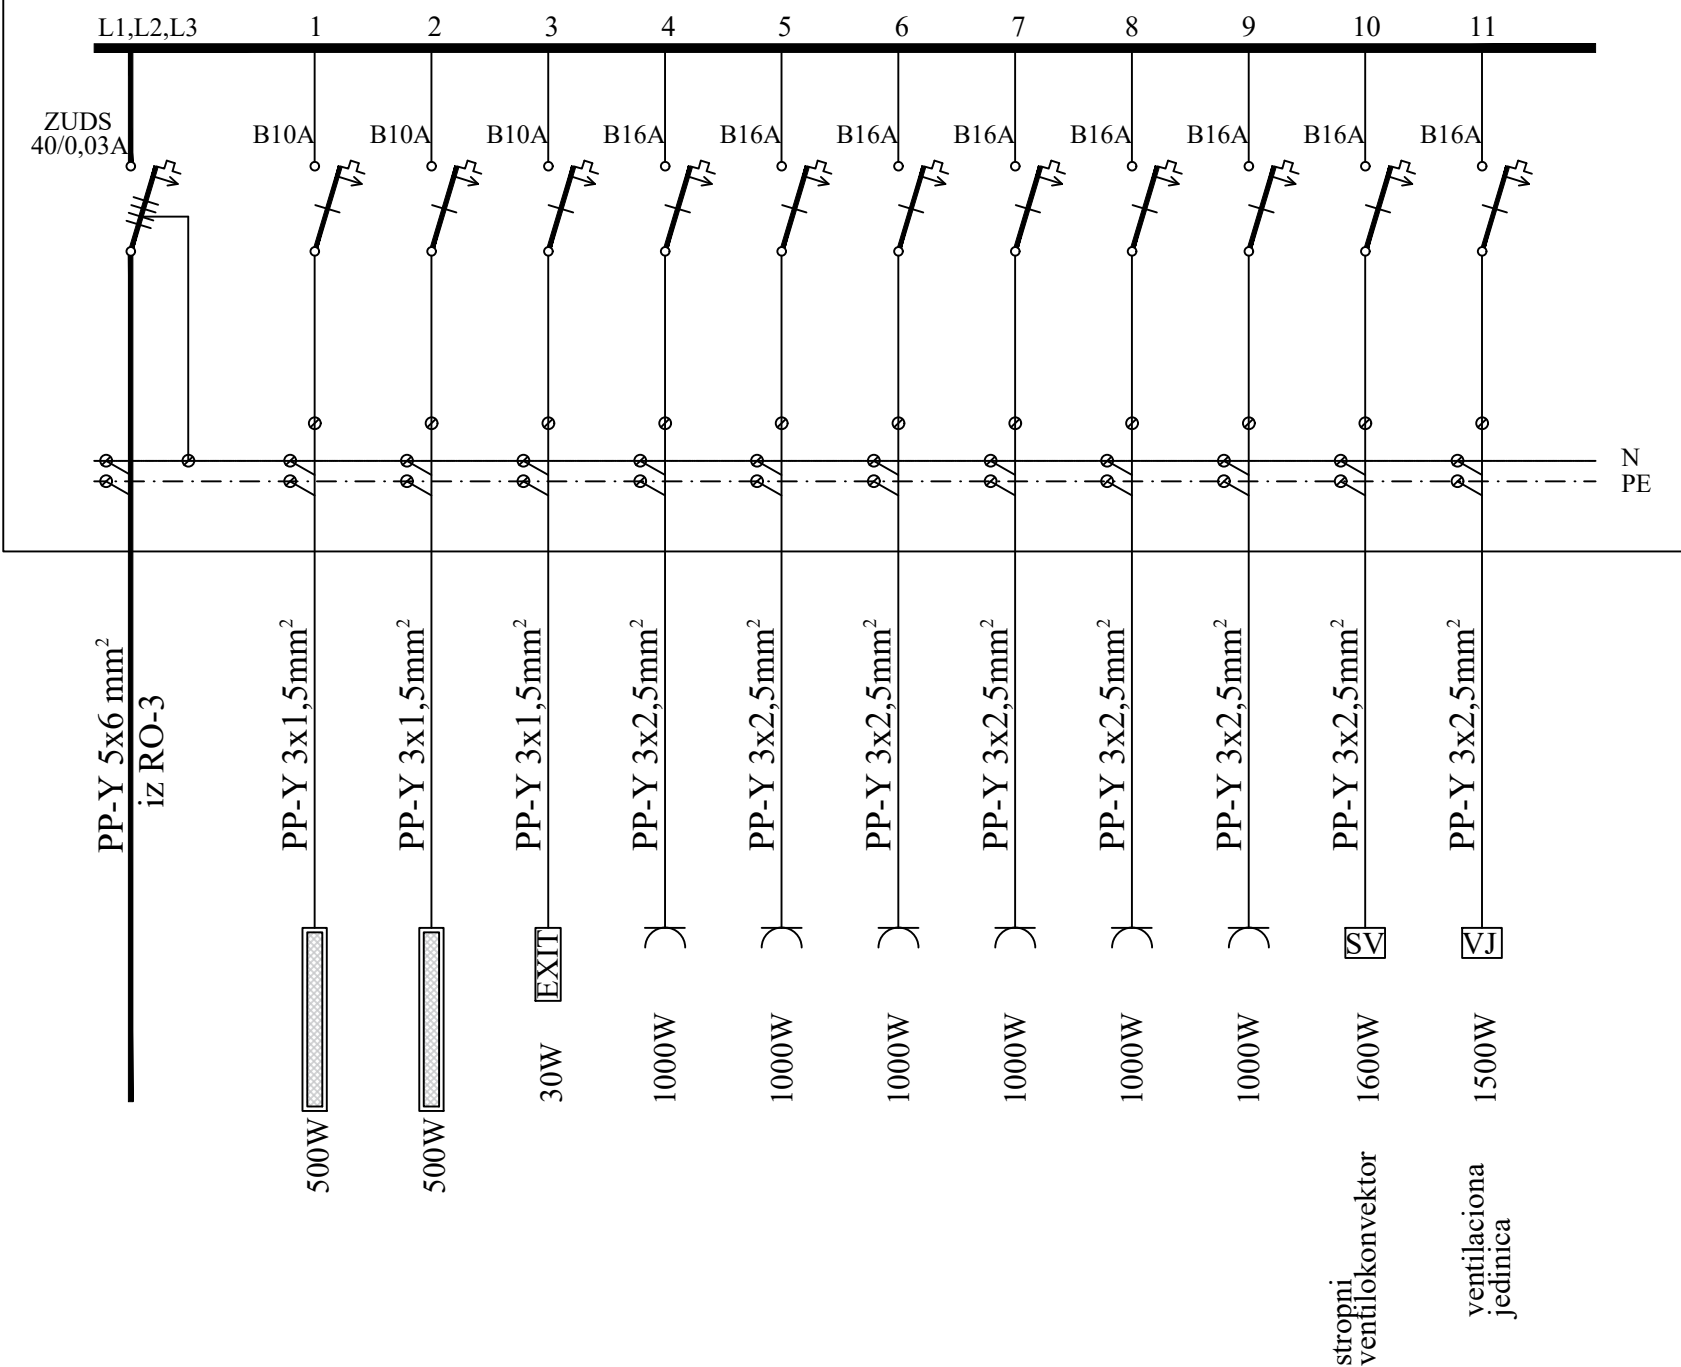 L1,L2,L3 1 2 3 4 5 6 7 8 9 10 11
ZUDS
40/0,03A
B10A B10A B10A B16A B16A B16A B16A B16A B16A B16A B16A
N
PE
PP-Y 5x6 mm²
iz RO-3
PP-Y 3x1,5mm²
PP-Y 3x1,5mm²
PP-Y 3x1,5mm²
PP-Y 3x2,5mm²
PP-Y 3x2,5mm²
PP-Y 3x2,5mm²
PP-Y 3x2,5mm²
PP-Y 3x2,5mm²
PP-Y 3x2,5mm²
PP-Y 3x2,5mm²
PP-Y 3x2,5mm²
EXIT
SV
VJ
500W
500W
30W
1000W
1000W
1000W
1000W
1000W
1000W
1600W
1500W
stropni
ventilokonvektor
ventilaciona
jedinica